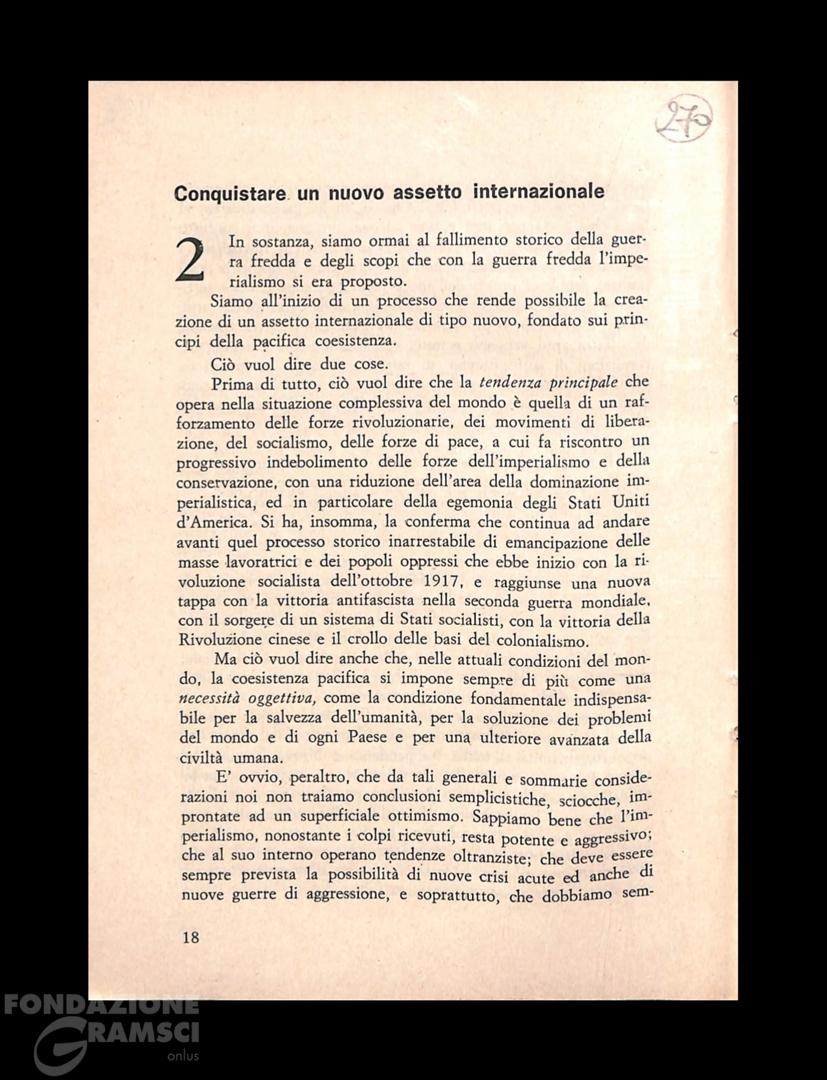 270
Conquistare un nuovo assetto internazionale
2 In sostanza, siamo ormai al fallimento storico della guer-
ra fredda e degli scopi che con la guerra fredda l'impe-
rialismo si era proposto.
Siamo all'inizio di un processo che rende possibile la crea-
zione di un assetto internazionale di tipo nuovo, fondato sui prin-
cipi della pacifica coesistenza.
Ciò vuol dire due cose.
Prima di tutto, ciò vuol dire che la tendenza principale che
opera nella situazione complessiva del mondo è quella di un raf-
forzamento delle forze rivoluzionarie, dei movimenti di libera-
zione, del socialismo, delle forze di pace, a cui fa riscontro un
progressivo indebolimento delle forze dell'imperialismo e della
conservazione, con una riduzione dell'area della dominazione im-
perialistica, ed in particolare della egemonia degli Stati Uniti
d'America. Si ha, insomma, la conferma che continua ad andare
avanti quel processo storico inarrestabile di emancipazione delle
masse lavoratrici e dei popoli oppressi che ebbe inizio con la ri-
voluzione socialista dell'ottobre 1917, e raggiunse una nuova
tappa con la vittoria antifascista nella seconda guerra mondiale,
con il sorgere di un sistema di Stati socialisti, con la vittoria della
Rivoluzione cinese e il crollo delle basi del colonialismo.
Ma ciò vuol dire anche che, nelle attuali condizioni del mon-
do, la coesistenza pacifica si impone sempre di più come una
necessità oggettiva, come la condizione fondamentale indispensa-
bile per la salvezza dell'umanità, per la soluzione dei problemi
del mondo e di ogni Paese e per una ulteriore avanzata della
civiltà umana.
E' ovvio, peraltro, che da tali generali e sommarie conside-
razioni noi non traiamo conclusioni semplicistiche, sciocche, im-
prontate ad un superficiale ottimismo. Sappiamo bene che l'im-
perialismo, nonostante i colpi ricevuti, resta potente e aggressivo;
che al suo interno operano tendenze oltranziste; che deve essere
sempre prevista la possibilità di nuove crisi acute ed anche di
nuove guerre di aggressione, e soprattutto, che dobbiamo sem-
18
FONDAZIONE
GRAMSCI
onlus